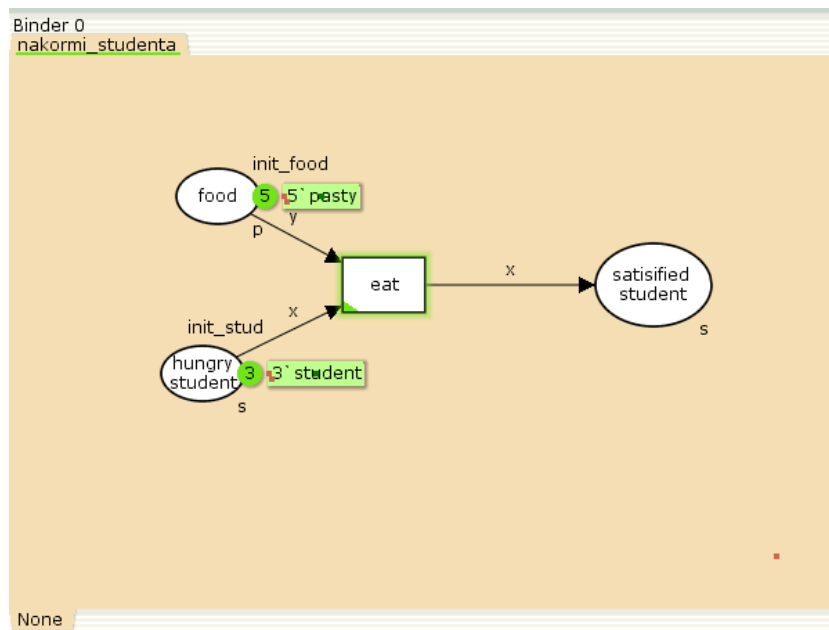 Binder 0
nakormi_studenta
init_food
food
5
5`pasty
y
p
eat
x
satisified
student
s
x
init_stud
hungry
student
3
3`student
s
None